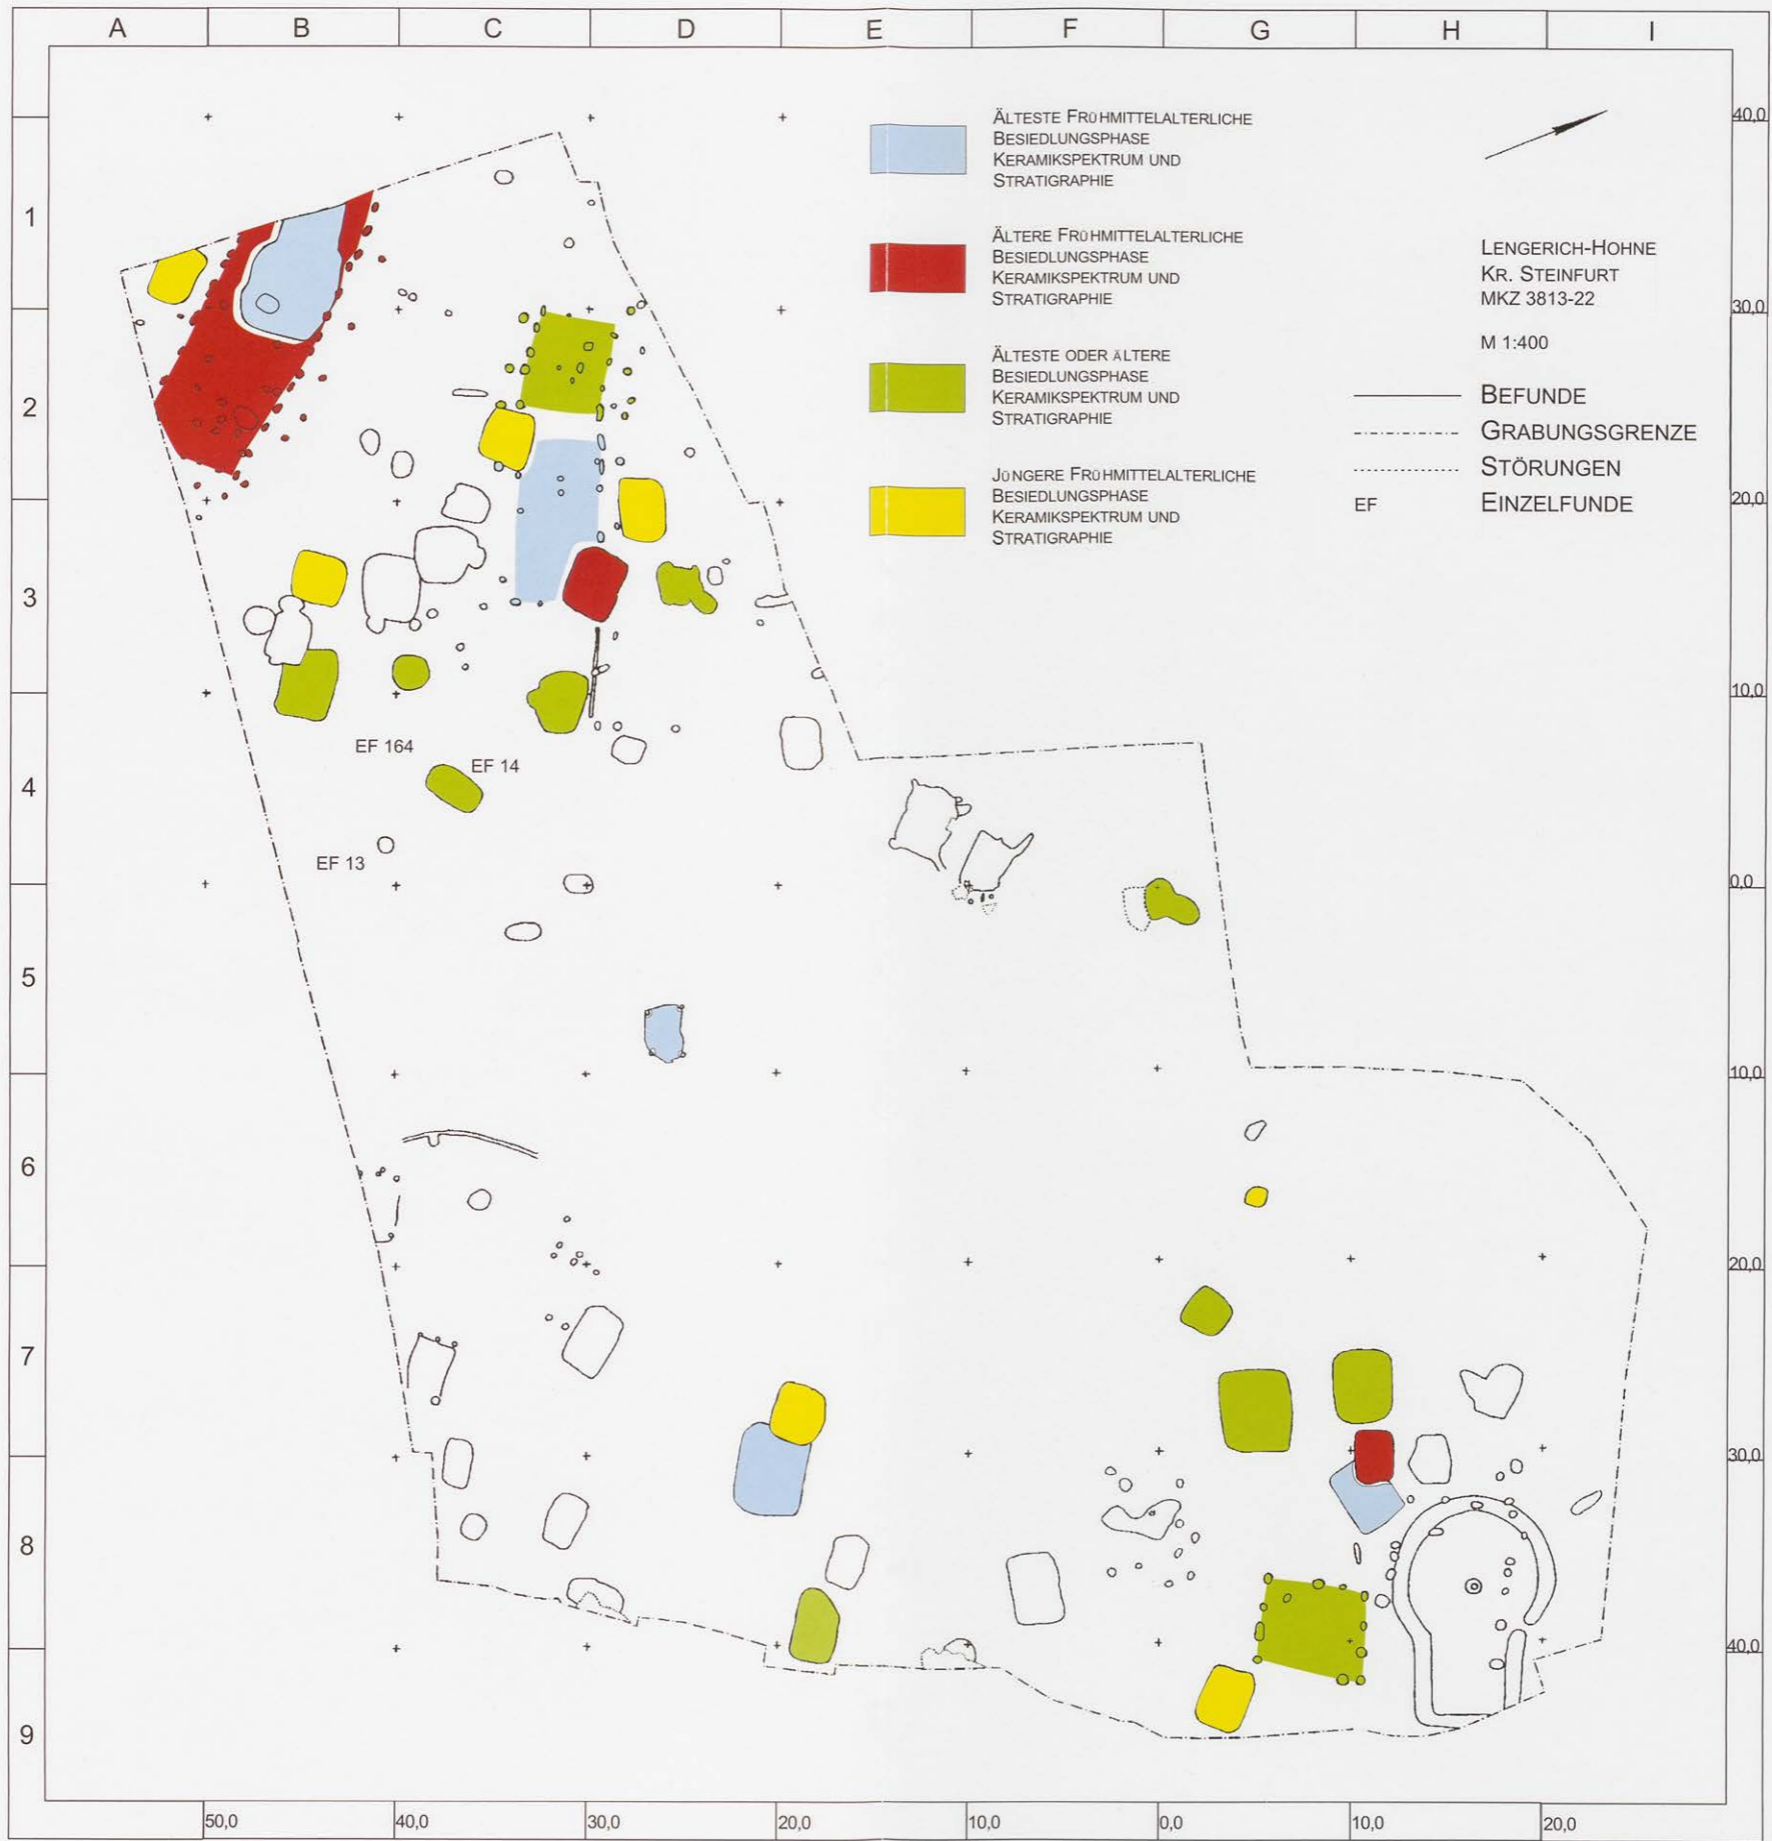 A B C D E F G H I
ÄLTESTE FRÜHMITTELALTERLICHE
BESIEDLUNGSPHASE
KERAMIKSPEKTRUM UND
STRATIGRAPHIE
ÄLTERE FRÜHMITTELALTERLICHE
BESIEDLUNGSPHASE
KERAMIKSPEKTRUM UND
STRATIGRAPHIE
ÄLTESTE ODER ÄLTERE
BESIEDLUNGSPHASE
KERAMIKSPEKTRUM UND
STRATIGRAPHIE
JÜNGERE FRÜHMITTELALTERLICHE
BESIEDLUNGSPHASE
KERAMIKSPEKTRUM UND
STRATIGRAPHIE
LENGERICH-HOHNE
KR. STEINFURT
MKZ 3813-22
M 1:400
BEFUNDE
GRABUNGSGRENZE
STÖRUNGEN
EF EINZELFUNDE
1
2
3
4
5
6
7
8
9
EF 164
EF 14
EF 13
40,0
30,0
20,0
10,0
0,0
10,0
20,0
30,0
40,0
50,0 40,0 30,0 20,0 10,0 0,0 10,0 20,0